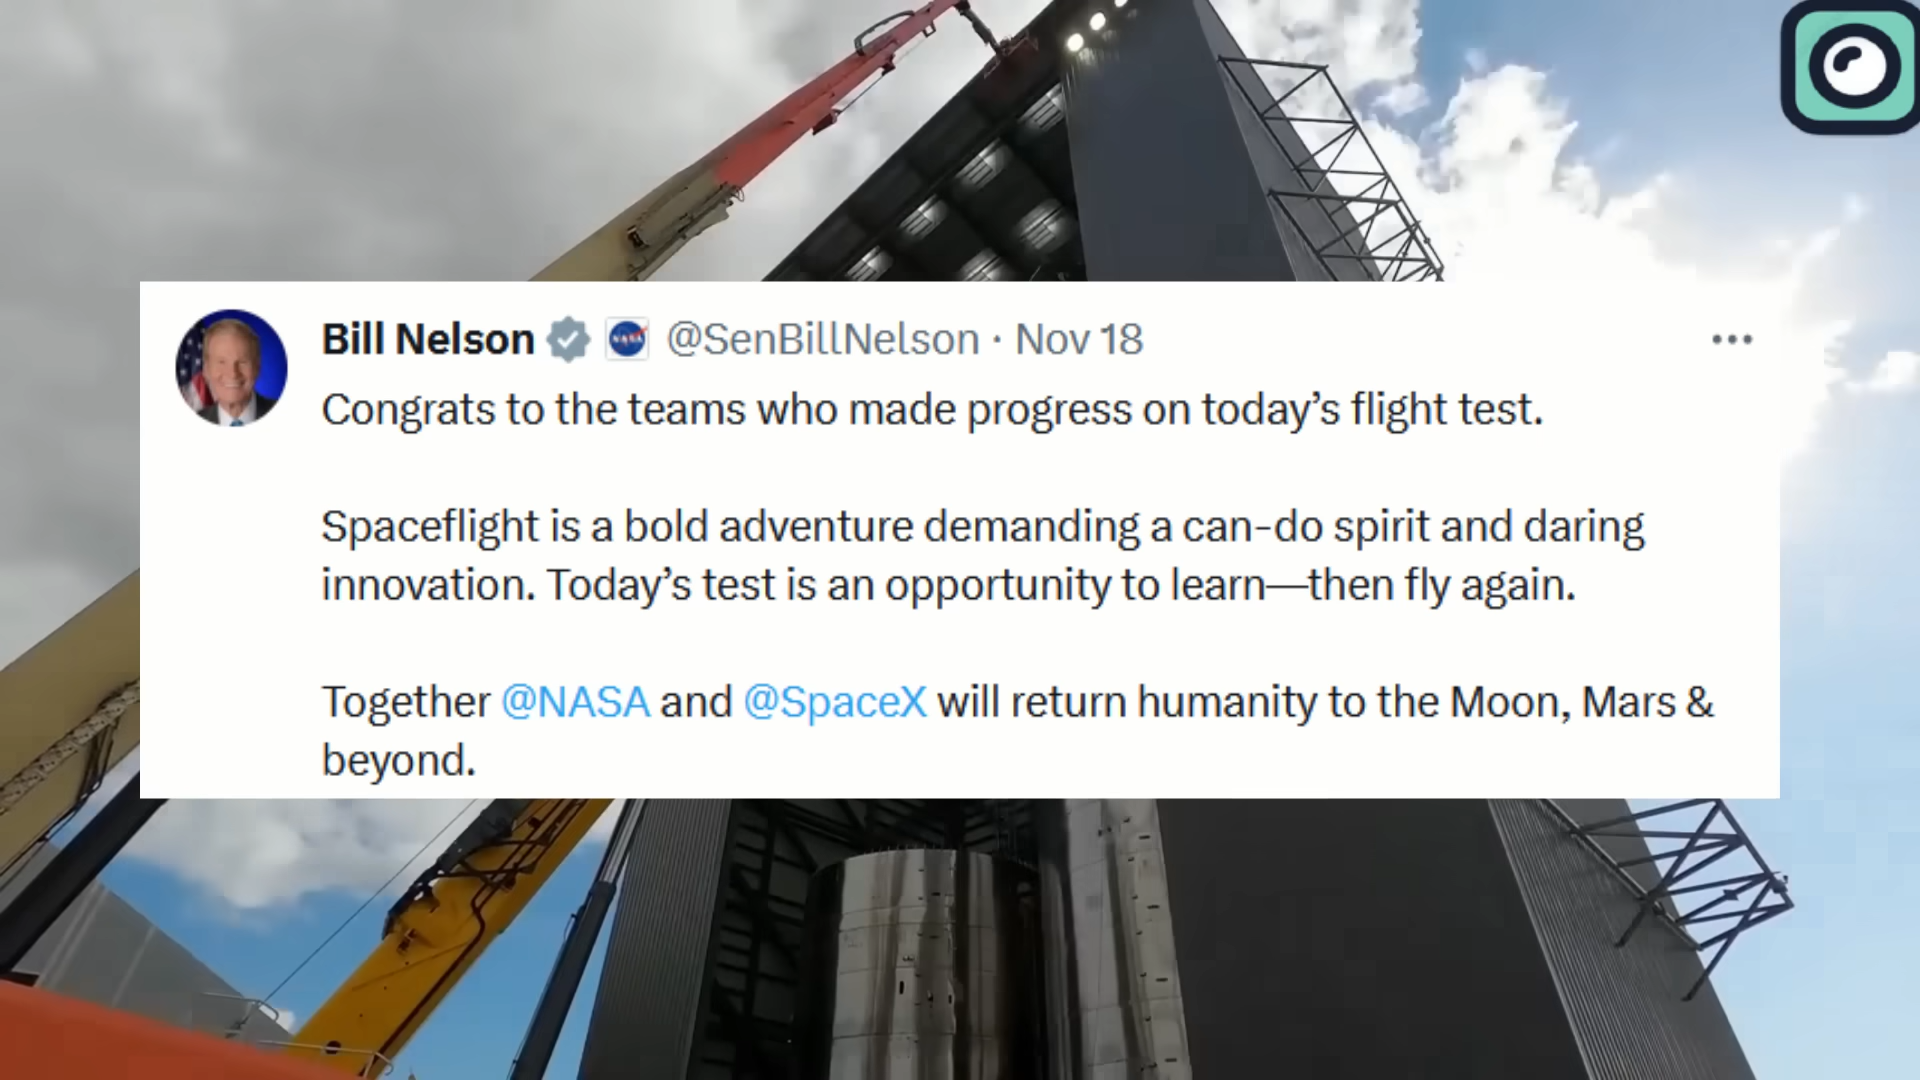 Bill Nelson NASA @SenBillNelson · Nov 18
Congrats to the teams who made progress on today’s flight test.
Spaceflight is a bold adventure demanding a can-do spirit and daring
innovation. Today’s test is an opportunity to learn—then fly again.
Together @NASA and @SpaceX will return humanity to the Moon, Mars &
beyond.